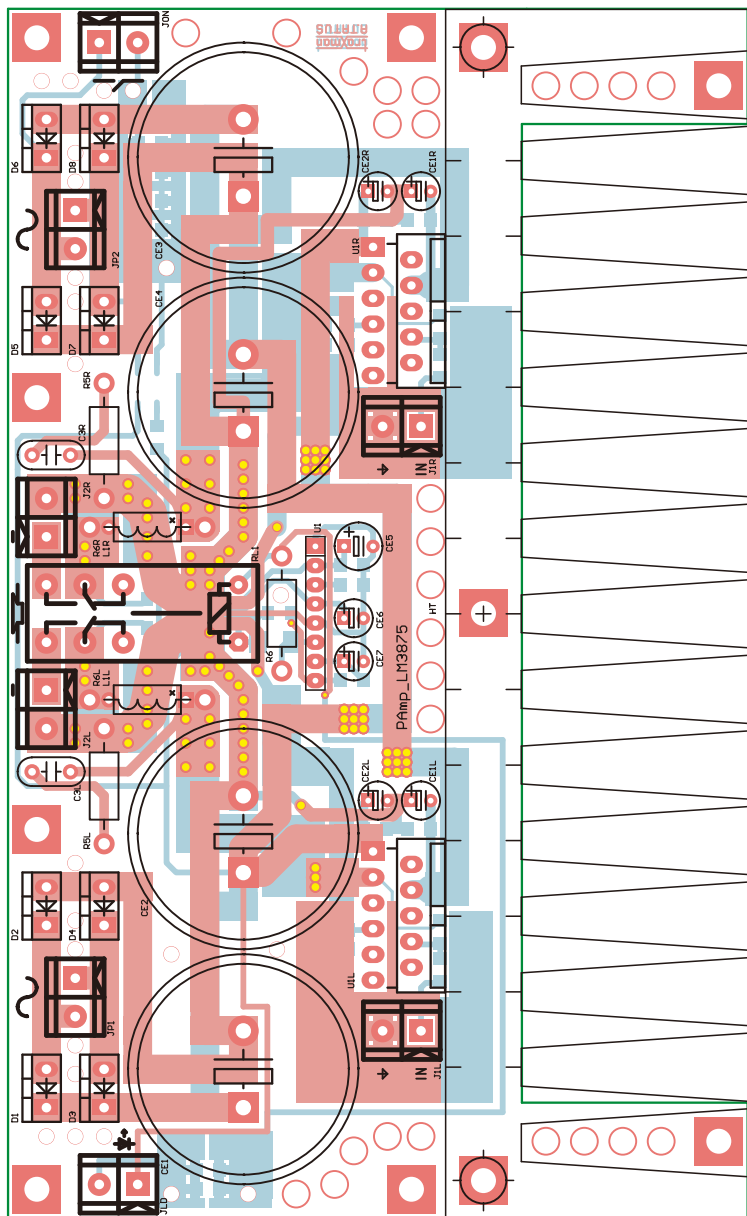 JON
D6
D8
CE2R
CE1R
JP2
CE3
U1R
CE4
D5
D7
R5R
C3R
J2R
IN
J1R
R6R
L1R
RL1
U1
CE5
R6
CE6
CE7
HT
PAmp_LM3875
R6L
L1L
J2L
C3L
R5L
CE2L
CE1L
CE2
D2
D4
U1L
JP1
IN
J1L
D1
D3
CE1
JLD